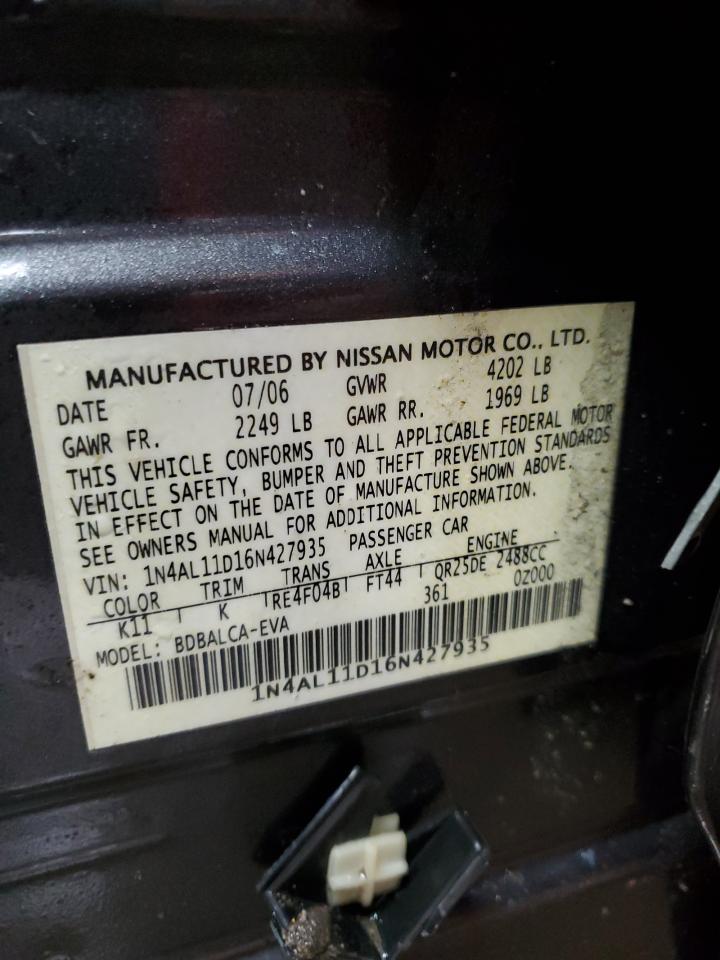 MANUFACTURED BY NISSAN MOTOR CO., LTD.
DATE 07/06 GVWR 4202 LB
GAWR FR. 2249 LB GAWR RR. 1969 LB
THIS VEHICLE CONFORMS TO ALL APPLICABLE FEDERAL MOTOR
VEHICLE SAFETY, BUMPER AND THEFT PREVENTION STANDARDS
IN EFFECT ON THE DATE OF MANUFACTURE SHOWN ABOVE.
SEE OWNERS MANUAL FOR ADDITIONAL INFORMATION.
VIN: 1N4AL11D16N427935 PASSENGER CAR
COLOR TRIM TRANS AXLE ENGINE
K11 K RE4F04B FT44 QR25DE 2488CC
MODEL: BDBALCA-EVA 361 0Z000
1N4AL11D16N427935